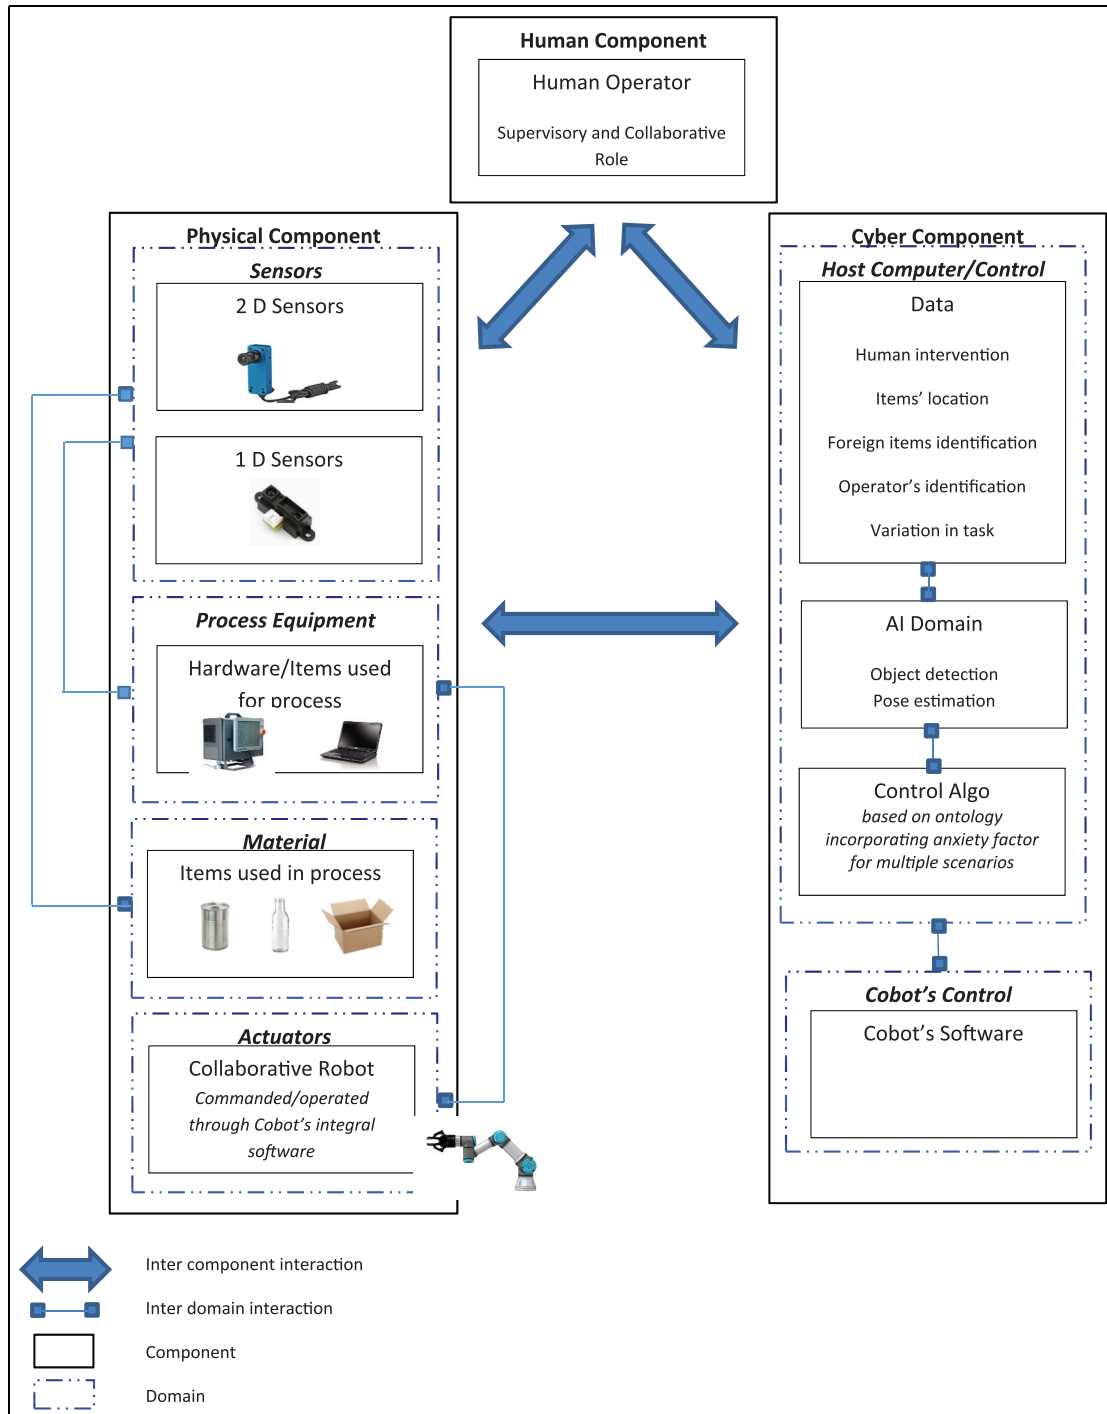 Human Component
Human Operator
Supervisory and Collaborative
Role
Physical Component
Sensors
2 D Sensors
1 D Sensors
Process Equipment
Hardware/Items used
for process
Material
Items used in process
Actuators
Collaborative Robot
Commanded/operated
through Cobot's integral
software
Cyber Component
Host Computer/Control
Data
Human intervention
Items' location
Foreign items identification
Operator's identification
Variation in task
AI Domain
Object detection
Pose estimation
Control Algo
based on ontology
incorporating anxiety factor
for multiple scenarios
Cobot's Control
Cobot's Software
Inter component interaction
Inter domain interaction
Component
Domain